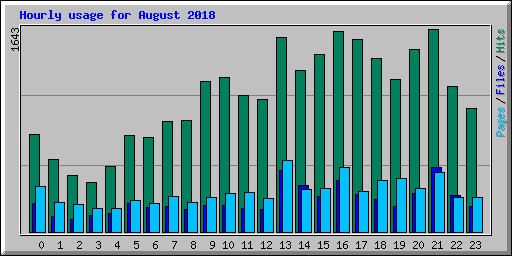 Hourly usage for August 2018
1643
Pages / Files / Hits
0 1 2 3 4 5 6 7 8 9 10 11 12 13 14 15 16 17 18 19 20 21 22 23